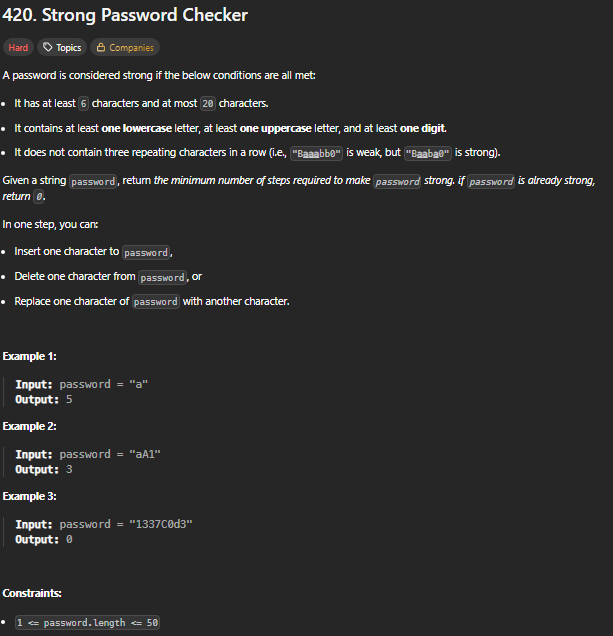 420. Strong Password Checker
Hard Topics Companies
A password is considered strong if the below conditions are all met:
• It has at least 6 characters and at most 20 characters.
• It contains at least one lowercase letter, at least one uppercase letter, and at least one digit.
• It does not contain three repeating characters in a row (i.e., "Baaabb0" is weak, but "Baaba0" is strong).
Given a string password, return the minimum number of steps required to make password strong. if password is already strong,
return 0.
In one step, you can:
• Insert one character to password,
• Delete one character from password, or
• Replace one character of password with another character.
Example 1:
Input: password = "a"
Output: 5
Example 2:
Input: password = "aA1"
Output: 3
Example 3:
Input: password = "1337C0d3"
Output: 0
Constraints:
• 1 <= password.length <= 50